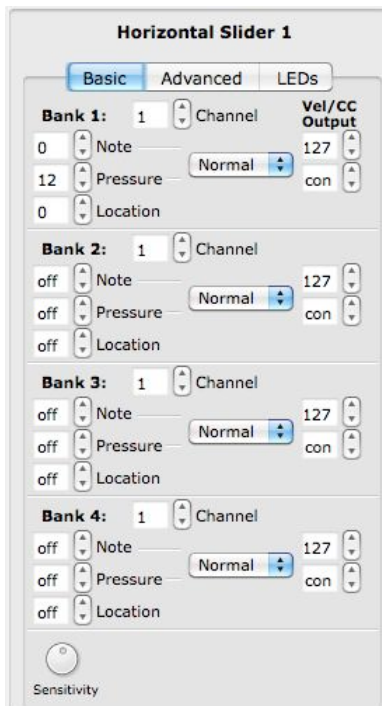 Horizontal Slider 1
Basic Advanced LEDs
Bank 1: 1 Channel Vel/CC Output
0 Note 127
Normal
12 Pressure con
0 Location
Bank 2: 1 Channel
off Note 127
Normal
off Pressure con
off Location
Bank 3: 1 Channel
off Note 127
Normal
off Pressure con
off Location
Bank 4: 1 Channel
off Note 127
Normal
off Pressure con
off Location
Sensitivity